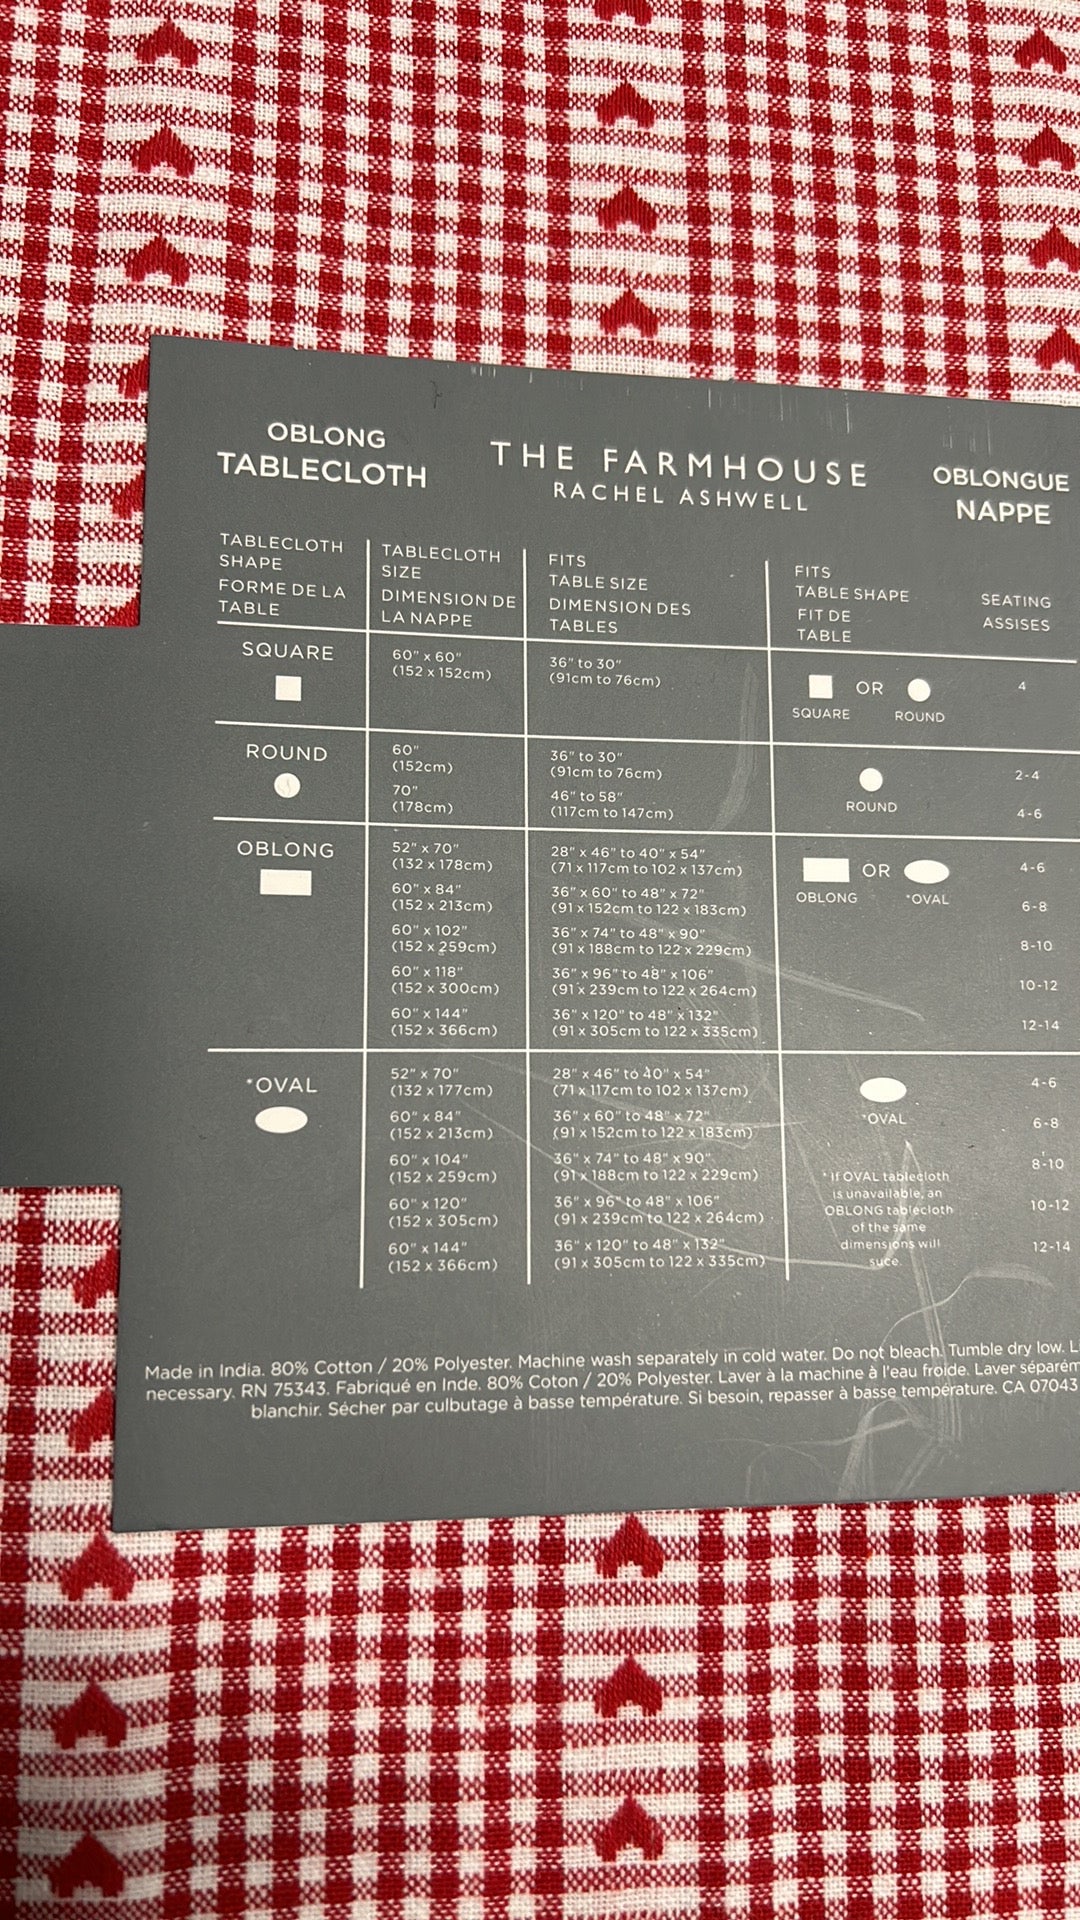 OBLONG
TABLECLOTH
THE FARMHOUSE
RACHEL ASHWELL
OBLONGUE
NAPPE
TABLECLOTH
SHAPE
FORME DE LA
TABLE
TABLECLOTH
SIZE
DIMENSION DE
LA NAPPE
FITS
TABLE SIZE
DIMENSION DES
TABLES
FITS
TABLE SHAPE
FIT DE
TABLE
SEATING
ASSISES
SQUARE
60" x 60"
(152 x 152cm)
36" to 30"
(91cm to 76cm)
OR
SQUARE
ROUND
4
ROUND
60"
(152cm)
70"
(178cm)
36" to 30"
(91cm to 76cm)
46" to 58"
(117cm to 147cm)
ROUND
2-4
4-6
OBLONG
52" x 70"
(132 x 178cm)
60" x 84"
(152 x 213cm)
60" x 102"
(152 x 259cm)
60" x 118"
(152 x 300cm)
60" x 144"
(152 x 366cm)
28" x 46" to 40" x 54"
(71 x 117cm to 102 x 137cm)
36" x 60" to 48" x 72"
(91 x 152cm to 122 x 183cm)
36" x 74" to 48" x 90"
(91 x 188cm to 122 x 229cm)
36" x 96" to 48" x 106"
(91 x 239cm to 122 x 264cm)
36" x 120" to 48" x 132"
(91 x 305cm to 122 x 335cm)
OR
OBLONG
*OVAL
4-6
6-8
8-10
10-12
12-14
*OVAL
52" x 70"
(132 x 177cm)
60" x 84"
(152 x 213cm)
60" x 104"
(152 x 259cm)
60" x 120"
(152 x 305cm)
60" x 144"
(152 x 366cm)
28" x 46" to 40" x 54"
(71 x 117cm to 102 x 137cm)
36" x 60" to 48" x 72"
(91 x 152cm to 122 x 183cm)
36" x 74" to 48" x 90"
(91 x 188cm to 122 x 229cm)
36" x 96" to 48" x 106"
(91 x 239cm to 122 x 264cm)
36" x 120" to 48" x 132"
(91 x 305cm to 122 x 335cm)
*OVAL
* If OVAL tablecloth
is unavailable, an
OBLONG tablecloth
of the same
dimensions will
suce.
4-6
6-8
8-10
10-12
12-14
Made in India. 80% Cotton / 20% Polyester. Machine wash separately in cold water. Do not bleach. Tumble dry low.
necessary. RN 75343. Fabriqué en Inde. 80% Coton / 20% Polyester. Laver à la machine à l'eau froide. Laver séparém
blanchir. Sécher par culbutage à basse température. Si besoin, repasser à basse température. CA 07043